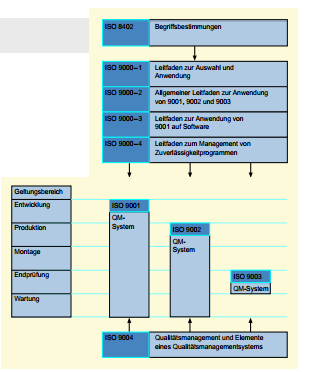 ISO 8402 Begriffsbestimmungen
ISO 9000–1 Leitfaden zur Auswahl und
Anwendung
ISO 9000–2 Allgemeiner Leitfaden zur Anwendung
von 9001, 9002 und 9003
ISO 9000–3 Leitfaden zur Anwendung von
9001 auf Software
ISO 9000–4 Leitfaden zum Management von
Zuverlässigkeitprogrammen
Geltungsbereich
Entwicklung
Produktion
Montage
Endprüfung
Wartung
ISO 9001
QM-
System
ISO 9002
QM-
System
ISO 9003
QM-System
ISO 9004 Qualitätsmanagement und Elemente
eines Qualitätsmanagementsystems